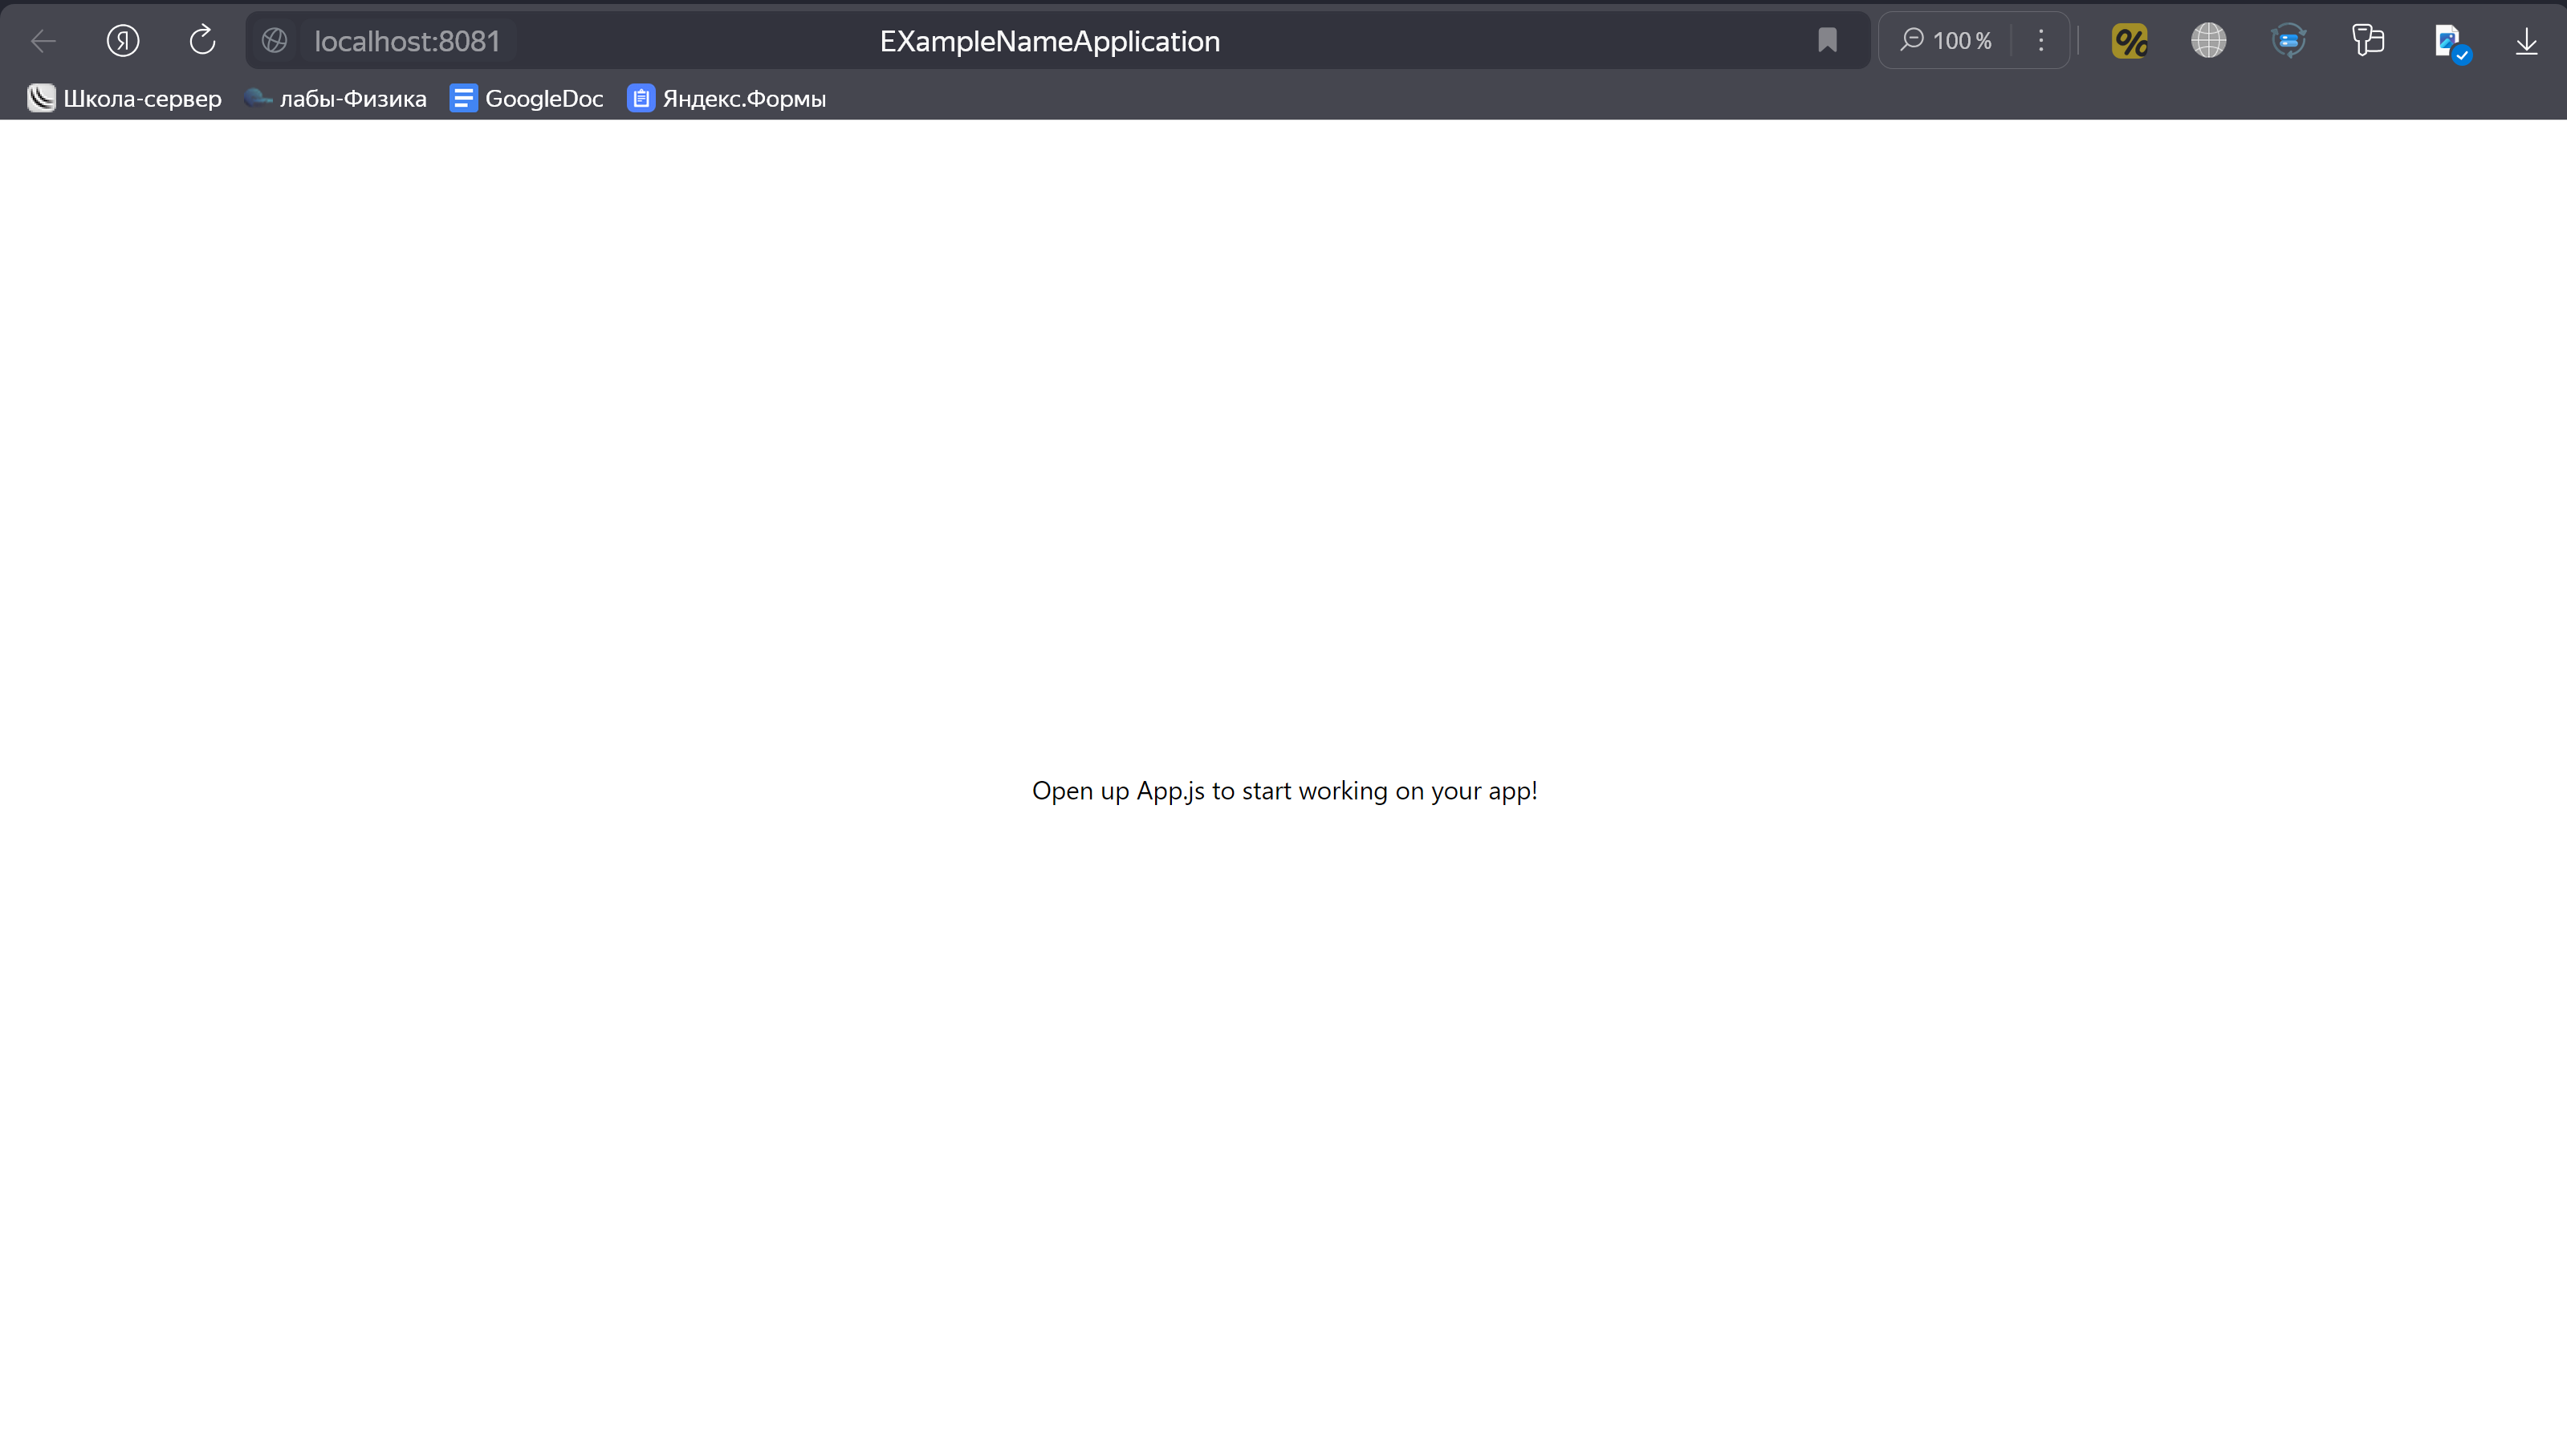 localhost:8081
EXampleNameApplication
100 %
Школа-сервер
лабы-Физика
GoogleDoc
Яндекс.Формы
Open up App.js to start working on your app!